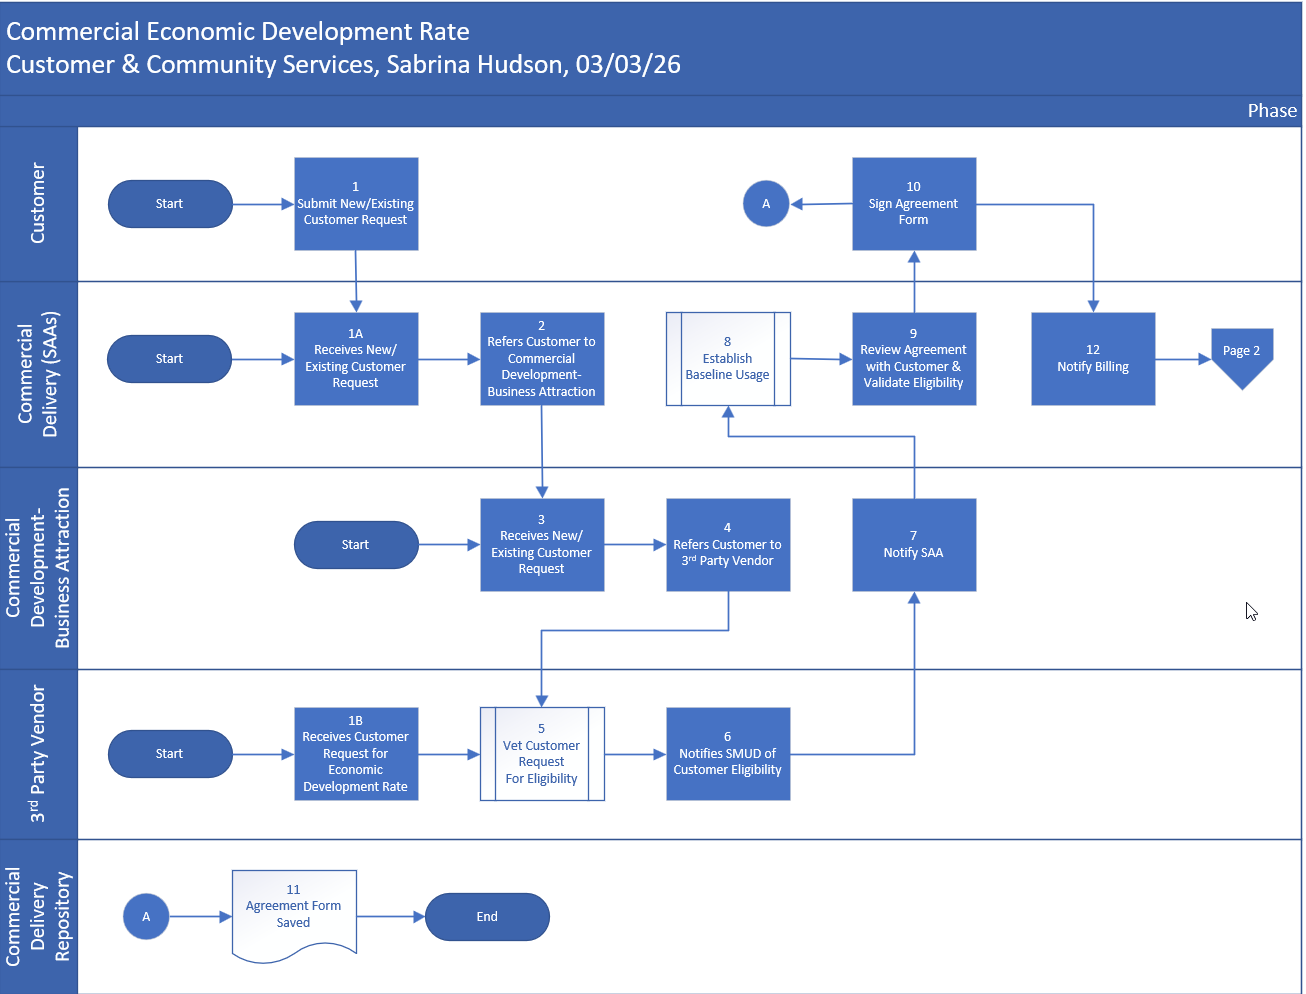 Commercial Economic Development Rate
Customer & Community Services, Sabrina Hudson, 03/03/26
Phase
Customer
Start
1
Submit New/Existing
Customer Request
A
10
Sign Agreement
Form
Commercial
Delivery (SAAs)
Start
1A
Receives New/
Existing Customer
Request
2
Refers Customer to
Commercial
Development-
Business Attraction
8
Establish
Baseline Usage
9
Review Agreement
with Customer &
Validate Eligibility
12
Notify Billing
Page 2
Commercial
Development-
Business Attraction
Start
3
Receives New/
Existing Customer
Request
4
Refers Customer to
3rd Party Vendor
7
Notify SAA
3rd Party Vendor
Start
1B
Receives Customer
Request for
Economic
Development Rate
5
Vet Customer
Request
For Eligibility
6
Notifies SMUD of
Customer Eligibility
Commercial
Delivery
Repository
A
11
Agreement Form
Saved
End